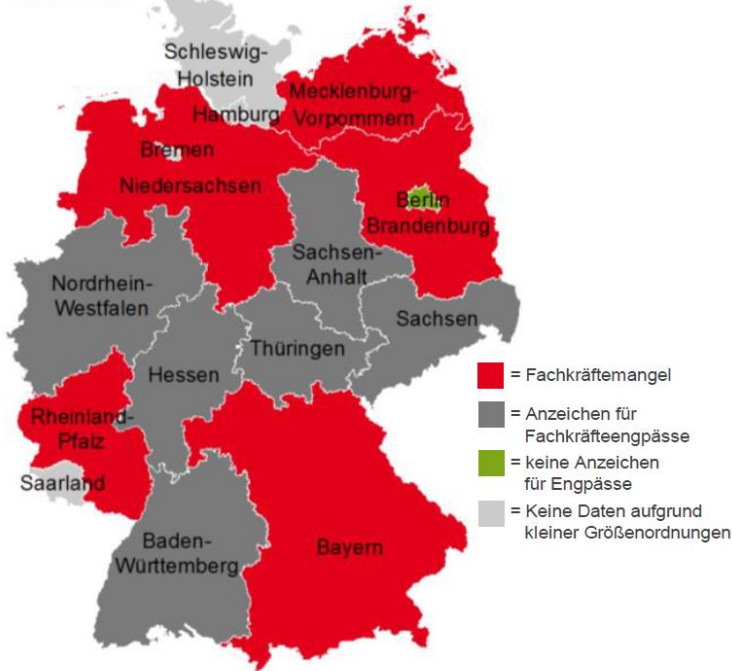 Schleswig-
Holstein
Mecklenburg-
Vorpommern
Hamburg
Bremen
Niedersachsen
Berlin
Brandenburg
Sachsen-
Anhalt
Nordrhein-
Westfalen
Sachsen
Thüringen
Hessen
Rheinland-
Pfalz
Saarland
Baden-
Württemberg
Bayern
= Fachkräftemangel
= Anzeichen für
Fachkräfteengpässe
= keine Anzeichen
für Engpässe
= Keine Daten aufgrund
kleiner Größenordnungen